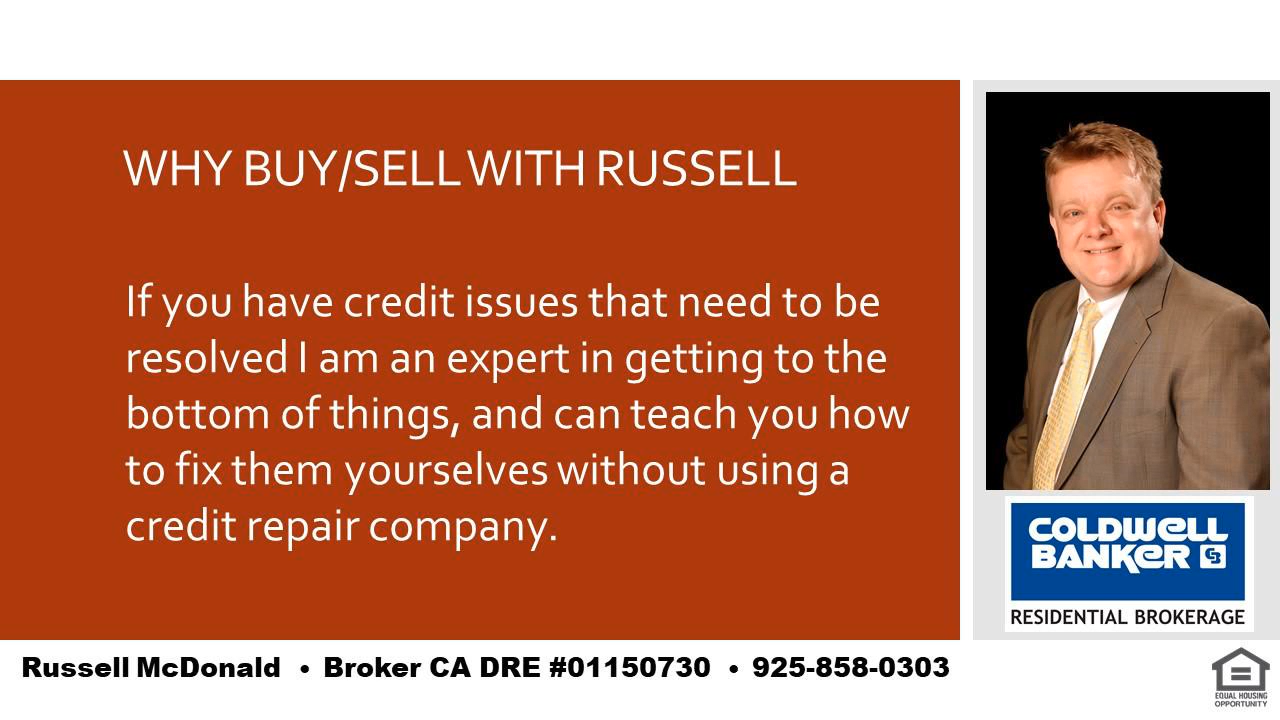 WHY BUY/SELL WITH RUSSELL
If you have credit issues that need to be
resolved I am an expert in getting to the
bottom of things, and can teach you how
to fix them yourselves without using a
credit repair company.
COLDWELL
BANKER CB
RESIDENTIAL BROKERAGE
Russell McDonald • Broker CA DRE #01150730 • 925-858-0303
EQUAL HOUSING
OPPORTUNITY